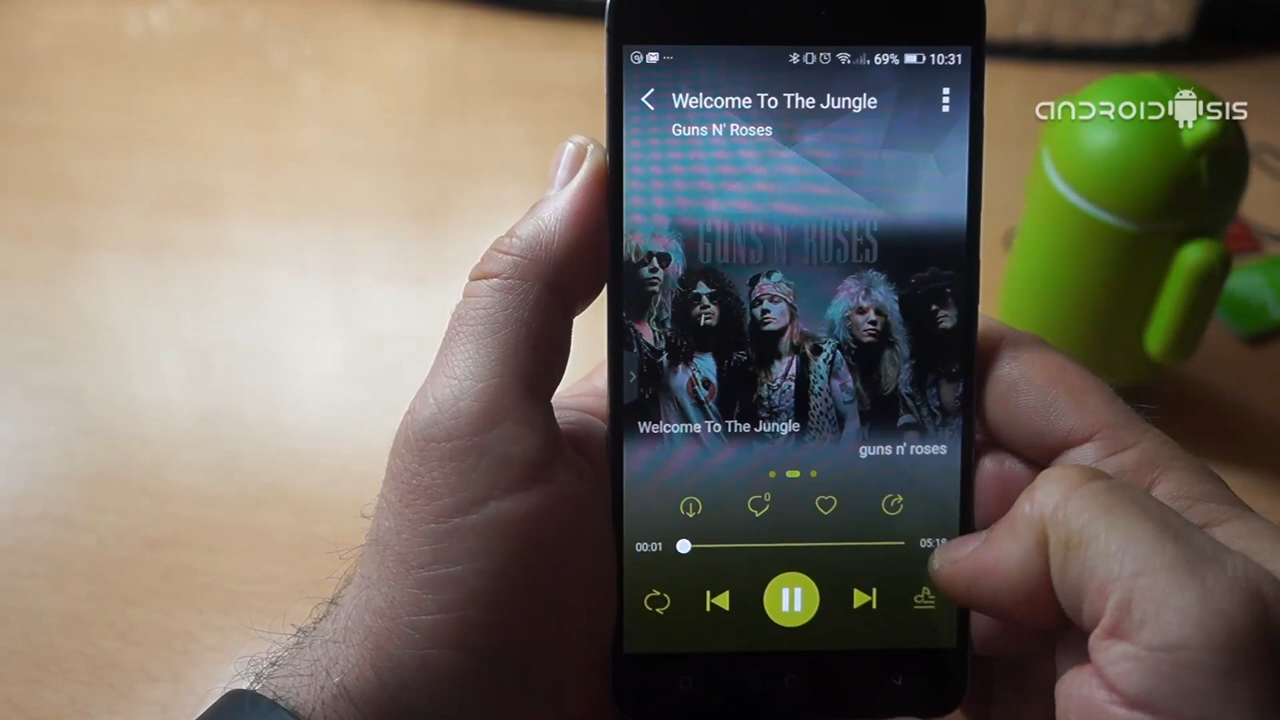 69% 10:31
Welcome To The Jungle
Guns N' Roses
ANDROIDSIS
GUNS N' ROSES
Welcome To The Jungle
guns n' roses
0
00:01 05:18